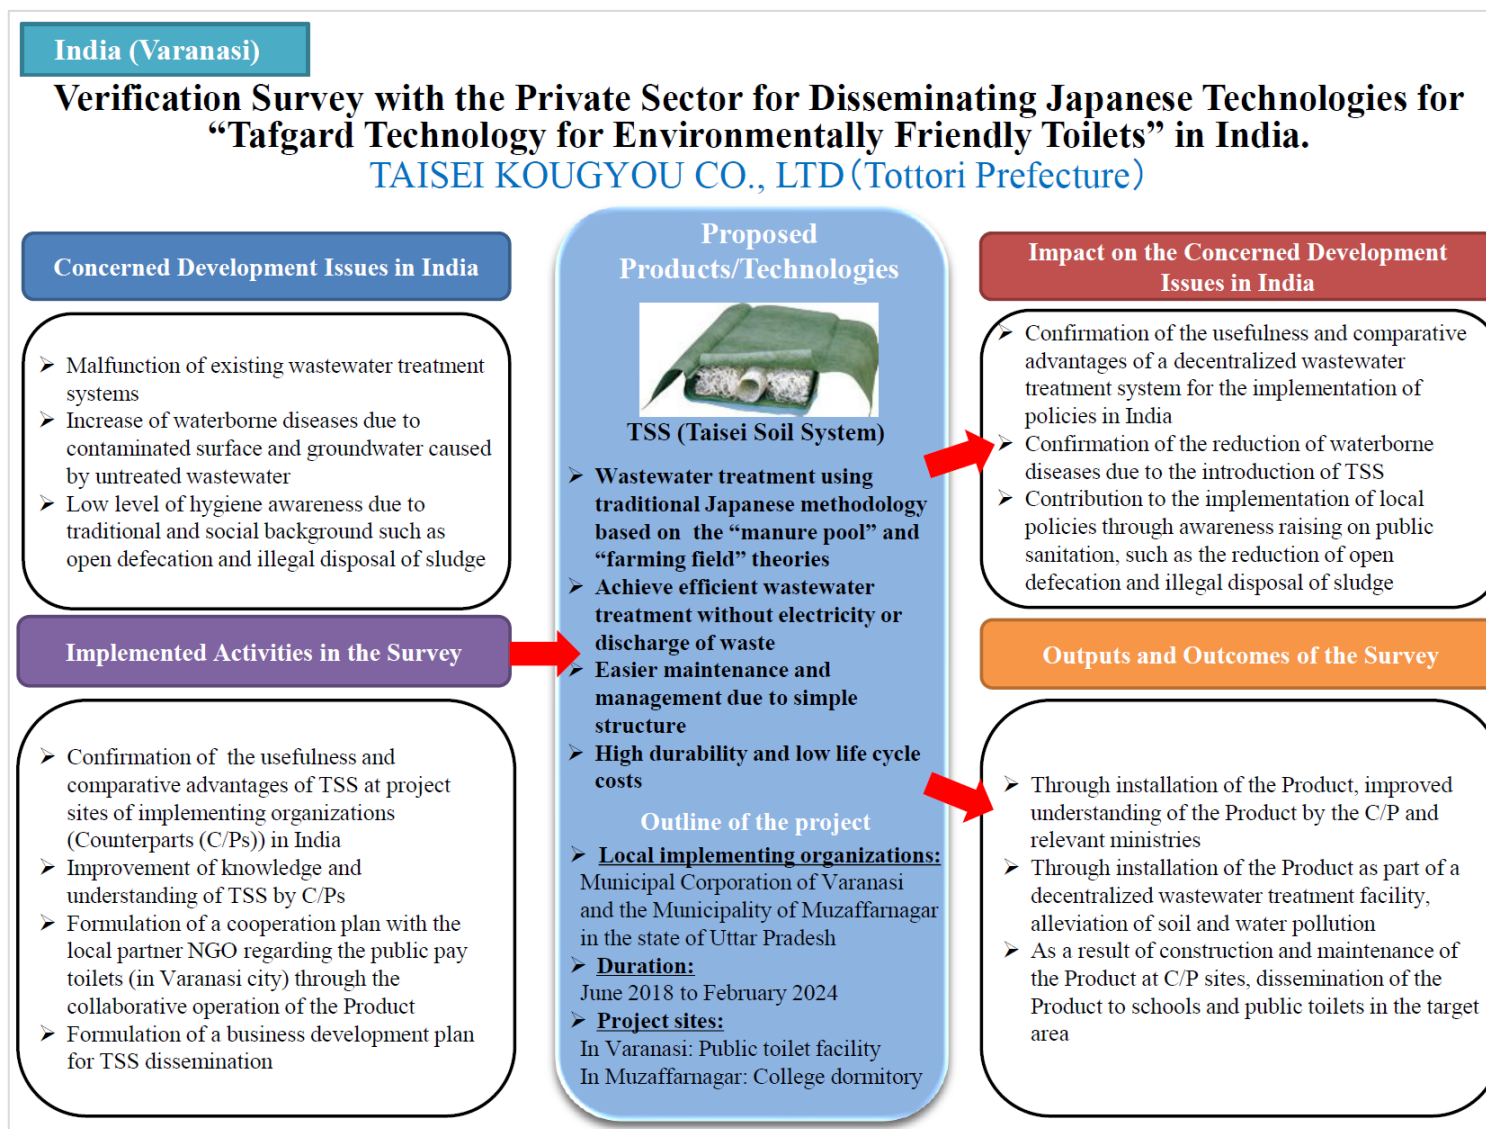 India (Varanasi)
Verification Survey with the Private Sector for Disseminating Japanese Technologies for
“Tafgard Technology for Environmentally Friendly Toilets” in India.
TAISEI KOUGYOU CO., LTD（Tottori Prefecture）
Concerned Development Issues in India
➢ Malfunction of existing wastewater treatment
systems
➢ Increase of waterborne diseases due to
contaminated surface and groundwater caused
by untreated wastewater
➢ Low level of hygiene awareness due to
traditional and social background such as
open defecation and illegal disposal of sludge
Implemented Activities in the Survey
➢ Confirmation of the usefulness and
comparative advantages of TSS at project
sites of implementing organizations
(Counterparts (C/Ps)) in India
➢ Improvement of knowledge and
understanding of TSS by C/Ps
➢ Formulation of a cooperation plan with the
local partner NGO regarding the public pay
toilets (in Varanasi city) through the
collaborative operation of the Product
➢ Formulation of a business development plan
for TSS dissemination
Proposed
Products/Technologies
TSS (Taisei Soil System)
➢ Wastewater treatment using
traditional Japanese methodology
based on the “manure pool” and
“farming field” theories
➢ Achieve efficient wastewater
treatment without electricity or
discharge of waste
➢ Easier maintenance and
management due to simple
structure
➢ High durability and low life cycle
costs
Outline of the project
➢ Local implementing organizations:
Municipal Corporation of Varanasi
and the Municipality of Muzaffarnagar
in the state of Uttar Pradesh
➢ Duration:
June 2018 to February 2024
➢ Project sites:
In Varanasi: Public toilet facility
In Muzaffarnagar: College dormitory
Impact on the Concerned Development
Issues in India
➢ Confirmation of the usefulness and comparative
advantages of a decentralized wastewater
treatment system for the implementation of
policies in India
➢ Confirmation of the reduction of waterborne
diseases due to the introduction of TSS
➢ Contribution to the implementation of local
policies through awareness raising on public
sanitation, such as the reduction of open
defecation and illegal disposal of sludge
Outputs and Outcomes of the Survey
➢ Through installation of the Product, improved
understanding of the Product by the C/P and
relevant ministries
➢ Through installation of the Product as part of a
decentralized wastewater treatment facility,
alleviation of soil and water pollution
➢ As a result of construction and maintenance of
the Product at C/P sites, dissemination of the
Product to schools and public toilets in the target
area